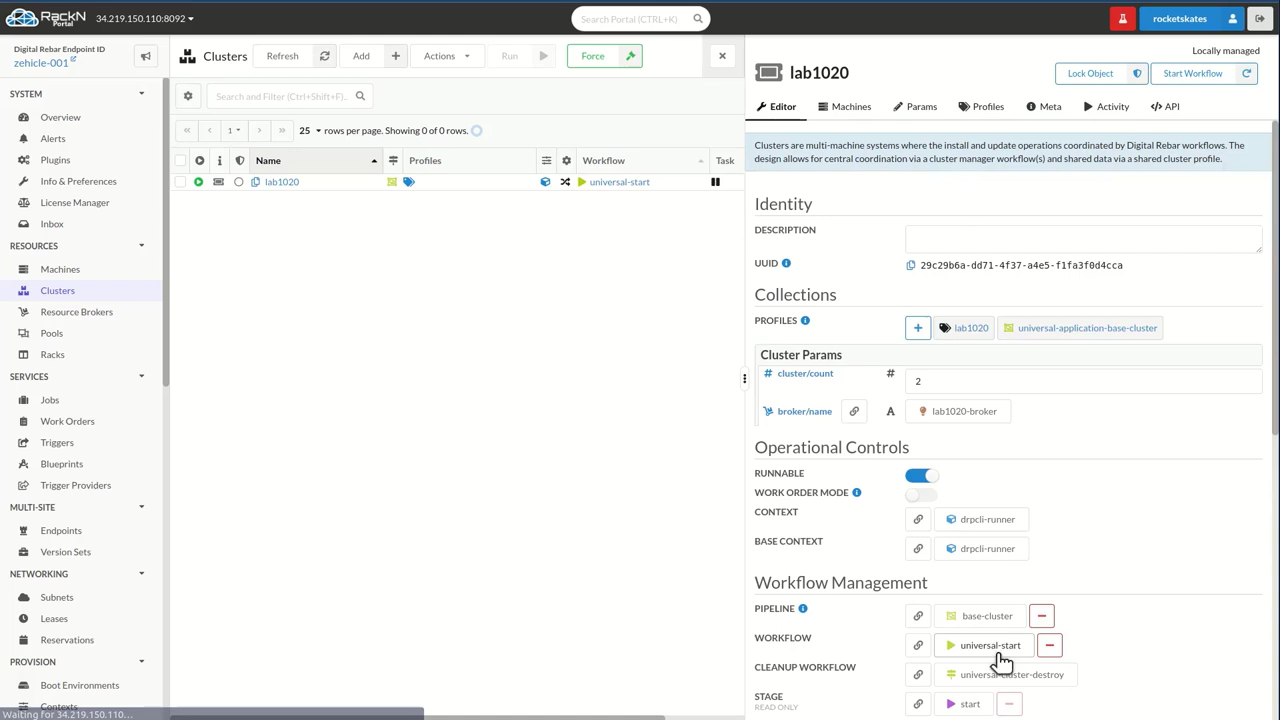 RACKN Portal
34.219.150.110:8092
Search Portal (CTRL+K)
rocketskates
Digital Rebar Endpoint ID
zehicle-001
SYSTEM
Overview
Alerts
Plugins
Info & Preferences
License Manager
Inbox
RESOURCES
Machines
Clusters
Resource Brokers
Pools
Racks
SERVICES
Jobs
Work Orders
Triggers
Blueprints
Trigger Providers
MULTI-SITE
Endpoints
Version Sets
NETWORKING
Subnets
Leases
Reservations
PROVISION
Boot Environments
Contexts
Waiting for 34.219.150.110...
Clusters
Refresh
Add
Actions
Run
Force
Search and Filter (Ctrl+Shift+F)...
1
25 rows per page. Showing 0 of 0 rows.
Name Profiles Workflow Task
lab1020 universal-start
Locally managed
lab1020
Lock Object
Start Workflow
Editor Machines Params Profiles Meta Activity API
Clusters are multi-machine systems where the install and update operations coordinated by Digital Rebar workflows. The
design allows for central coordination via a cluster manager workflow(s) and shared data via a shared cluster profile.
Identity
DESCRIPTION
UUID 29c29b6a-dd71-4f37-a4e5-f1fa3f0d4cca
Collections
PROFILES + lab1020 universal-application-base-cluster
Cluster Params
# cluster/count # 2
broker/name A lab1020-broker
Operational Controls
RUNNABLE
WORK ORDER MODE
CONTEXT drpcli-runner
BASE CONTEXT drpcli-runner
Workflow Management
PIPELINE base-cluster
WORKFLOW universal-start
CLEANUP WORKFLOW universal-cluster-destroy
STAGE start
READ ONLY